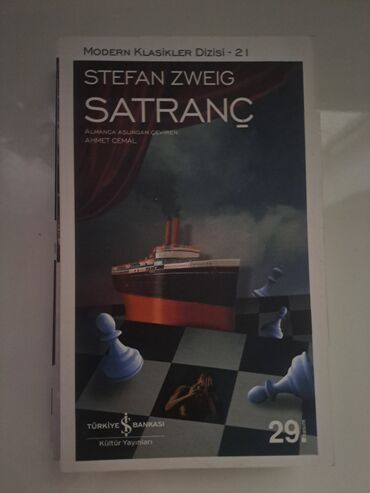 MODERN KLASİKLER DİZİSİ - 21
STEFAN ZWEIG
SATRANÇ
ALMANCA ASLINDAN ÇEVİREN:
AHMET CEMAL
TÜRKİYE İŞ BANKASI
Kültür Yayınları
29